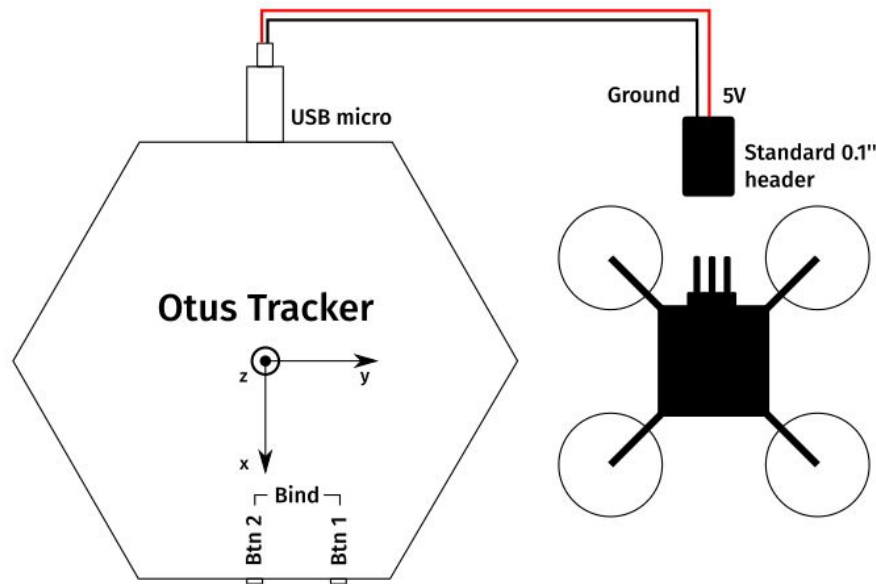 USB micro
Ground
5V
Standard 0.1"
header
Otus Tracker
z
y
x
Bind
Btn 2
Btn 1